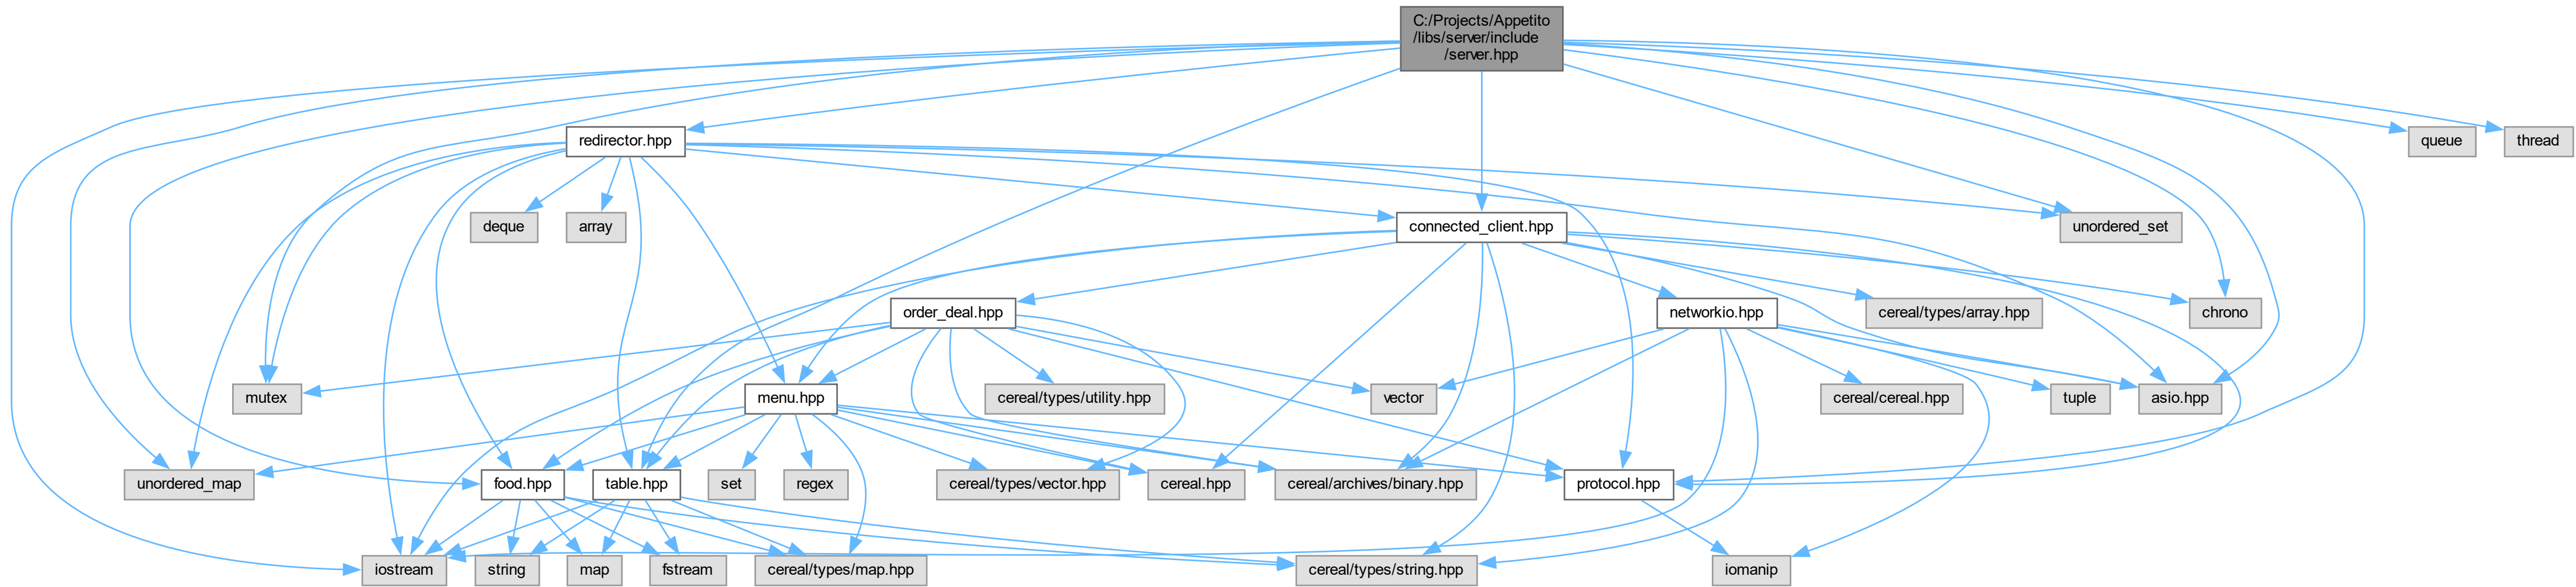 C:/Projects/Appetito
/libs/server/include
/server.hpp
redirector.hpp
queue
thread
deque
array
connected_client.hpp
unordered_set
order_deal.hpp
networkio.hpp
cereal/types/array.hpp
chrono
mutex
menu.hpp
cereal/types/utility.hpp
vector
cereal/cereal.hpp
tuple
asio.hpp
unordered_map
food.hpp
table.hpp
set
regex
cereal/types/vector.hpp
cereal.hpp
cereal/archives/binary.hpp
protocol.hpp
iostream
string
map
fstream
cereal/types/map.hpp
cereal/types/string.hpp
iomanip